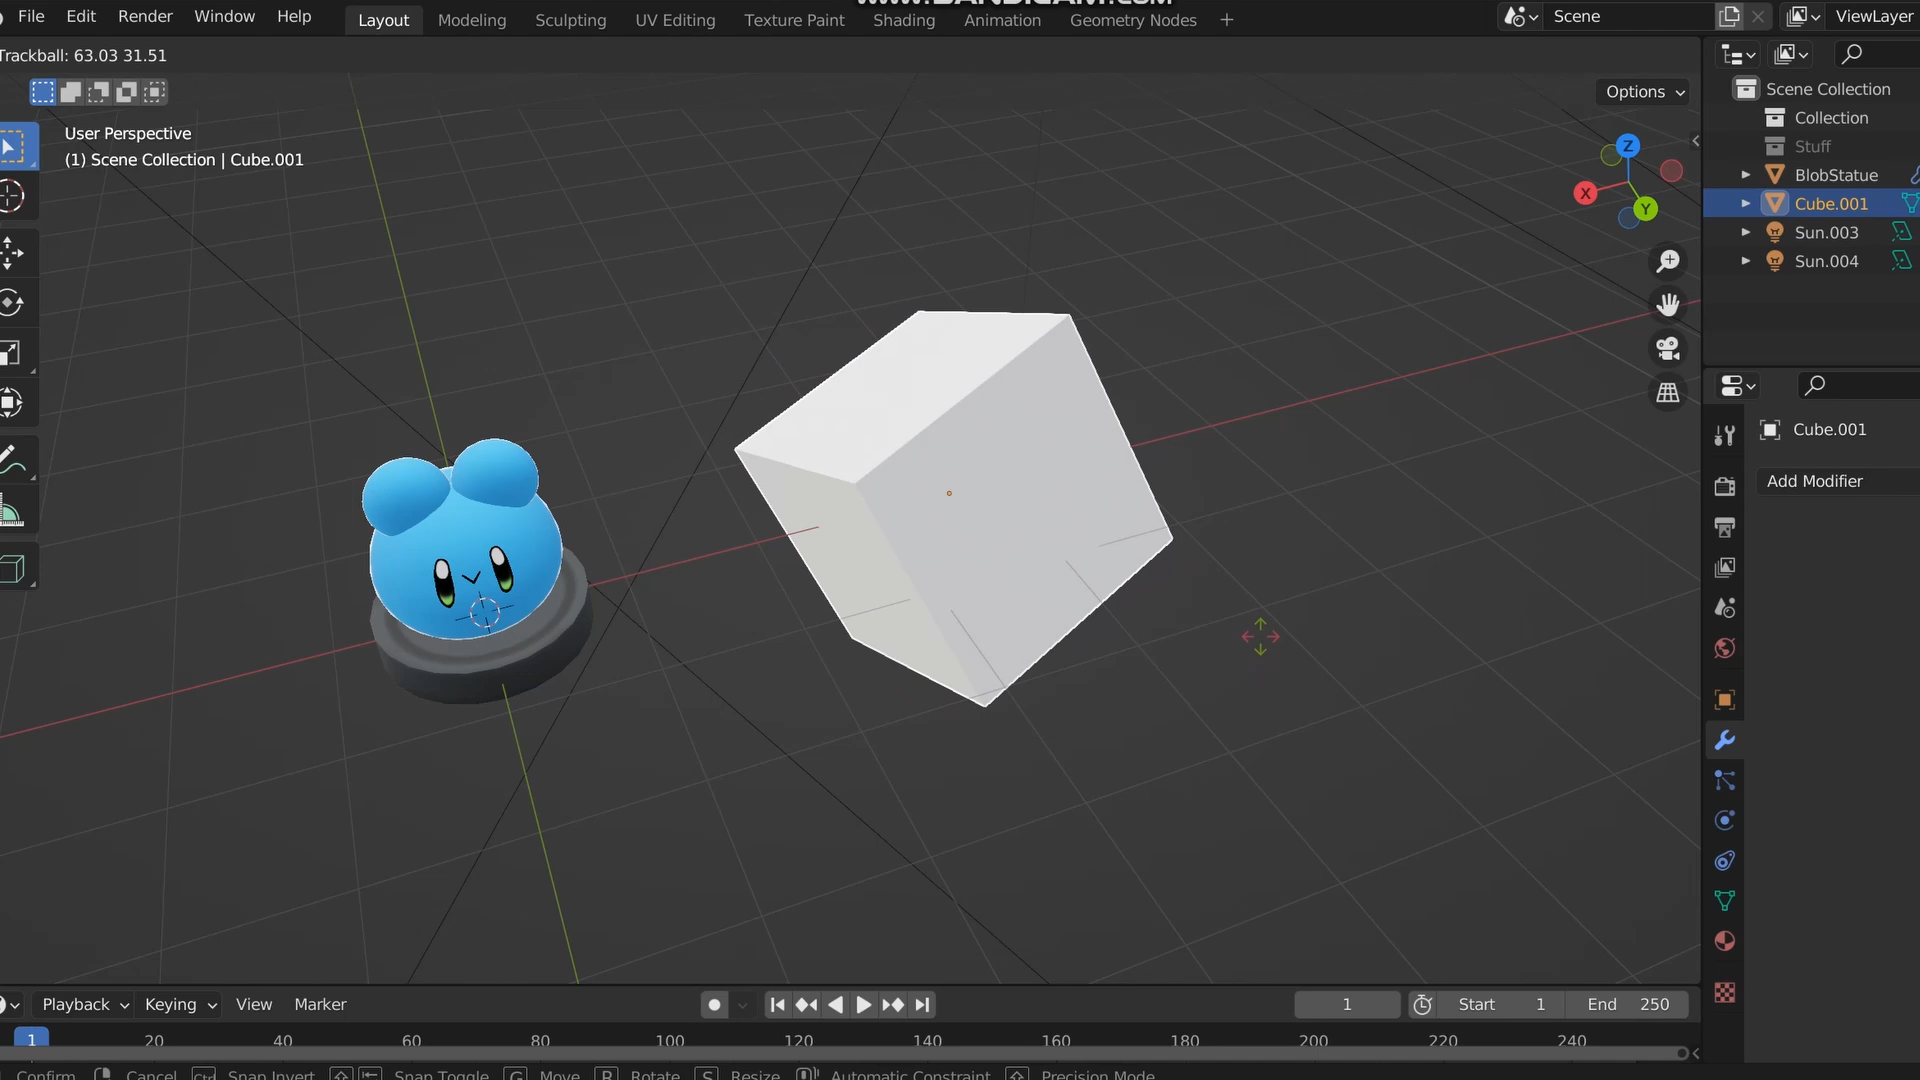 www.BANDICAM.com
File Edit Render Window Help Layout Modeling Sculpting UV Editing Texture Paint Shading Animation Geometry Nodes + Scene ViewLayer
Trackball: 63.03 31.51
Options
User Perspective
(1) Scene Collection | Cube.001
Z
X
Y
Scene Collection
Collection
Stuff
BlobStatue
Cube.001
Sun.003
Sun.004
Cube.001
Add Modifier
Playback Keying View Marker 1 Start 1 End 250
1 20 40 60 80 100 120 140 160 180 200 220 240
Confirm Cancel Ctrl Snap Invert Snap Toggle G Move R Rotate S Resize Automatic Constraint Precision Mode